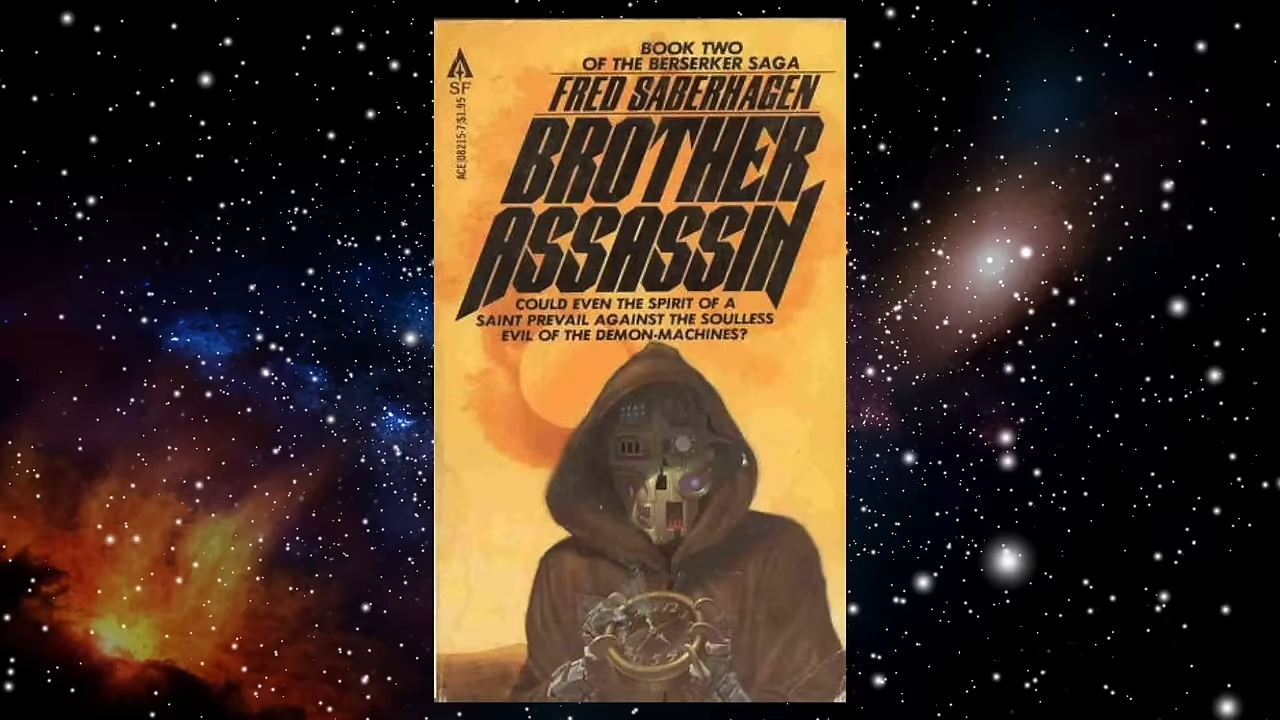 BOOK TWO
OF THE BERSERKER SAGA
SF
FRED SABERHAGEN
ACE 08215-7 $1.95
BROTHER
ASSASSIN
COULD EVEN THE SPIRIT OF A
SAINT PREVAIL AGAINST THE SOULLESS
EVIL OF THE DEMON-MACHINES?